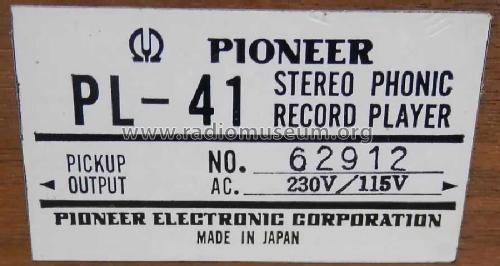 PIONEER
PL-41 STEREO PHONIC
RECORD PLAYER
www.radiomuseum.org
PICKUP NO. 62912
OUTPUT AC. 230V/115V
PIONEER ELECTRONIC CORPORATION
MADE IN JAPAN